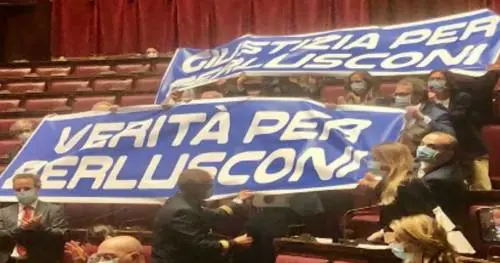 GIUSTIZIA PER
BERLUSCONI
VERITÀ PER
BERLUSCONI